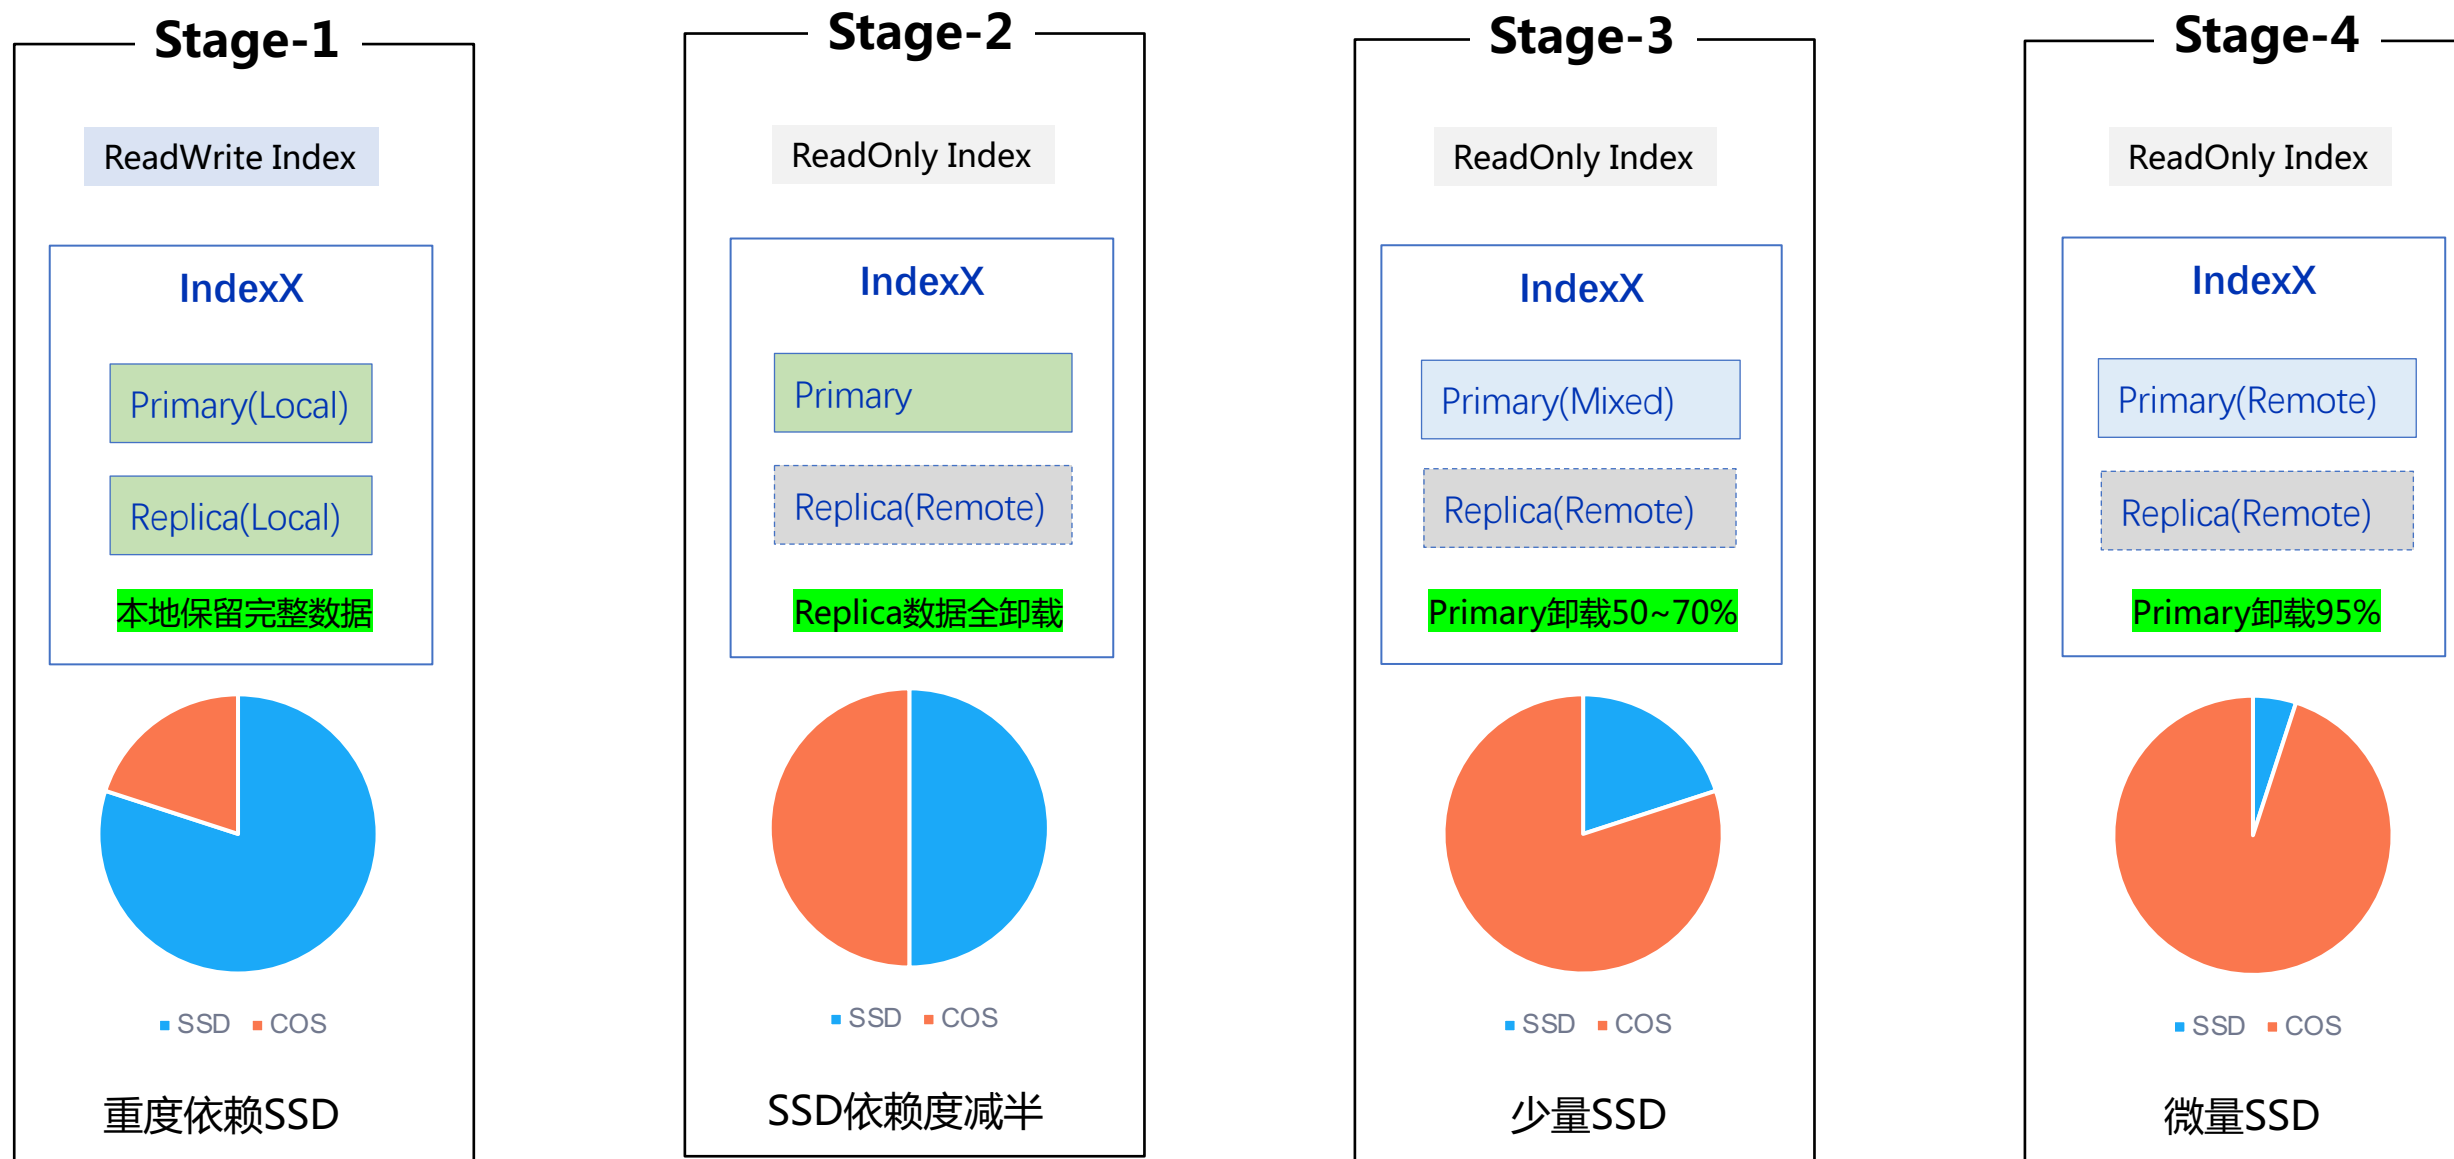 Stage-1
ReadWrite Index
IndexX
Primary(Local)
Replica(Local)
本地保留完整数据
SSD COS
重度依赖SSD
Stage-2
ReadOnly Index
IndexX
Primary
Replica(Remote)
Replica数据全卸载
SSD COS
SSD依赖度减半
Stage-3
ReadOnly Index
IndexX
Primary(Mixed)
Replica(Remote)
Primary卸载50~70%
SSD COS
少量SSD
Stage-4
ReadOnly Index
IndexX
Primary(Remote)
Replica(Remote)
Primary卸载95%
SSD COS
微量SSD